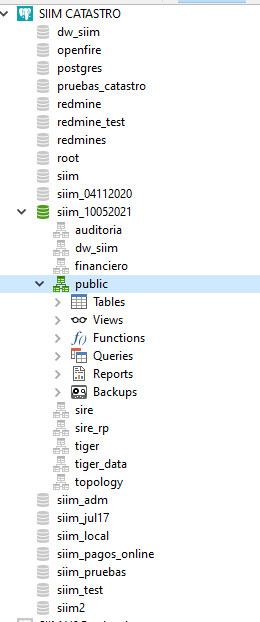 SIIM CATASTRO
dw_siim
openfire
postgres
pruebas_catastro
redmine
redmine_test
redmines
root
siim
siim_04112020
siim_10052021
auditoria
dw_siim
financiero
public
Tables
Views
f() Functions
Queries
Reports
Backups
sire
sire_rp
tiger
tiger_data
topology
siim_adm
siim_jul17
siim_local
siim_pagos_online
siim_pruebas
siim_test
siim2